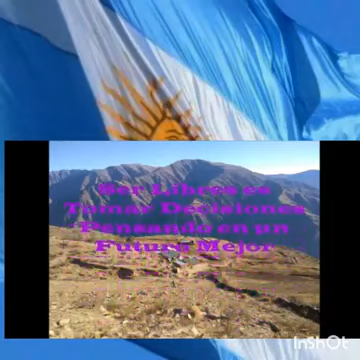 Ser Libres es
Tomar Decisiones
Pensando en un
Futuro Mejor
InShOt